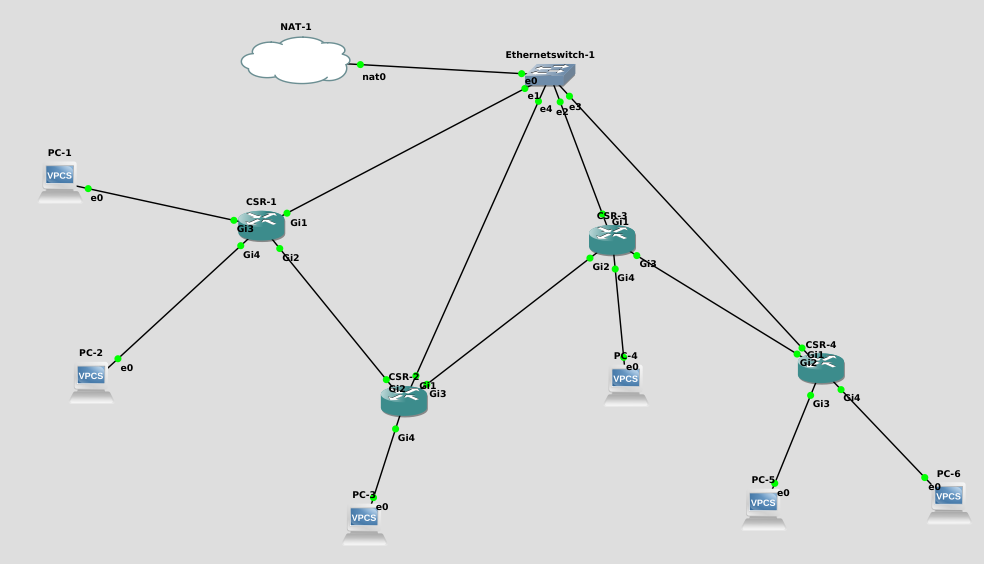 NAT-1
nat0
Ethernetswitch-1
e0
e1
e4
e2
e3
PC-1
VPCS
e0
CSR-1
Gi3
Gi1
Gi4
Gi2
CSR-3
Gi1
Gi2
Gi4
Gi3
PC-2
VPCS
e0
CSR-2
Gi2
Gi1
Gi3
Gi4
PC-4
e0
VPCS
CSR-4
Gi1
Gi2
Gi3
Gi4
PC-3
e0
VPCS
PC-5
e0
VPCS
PC-6
e0
VPCS